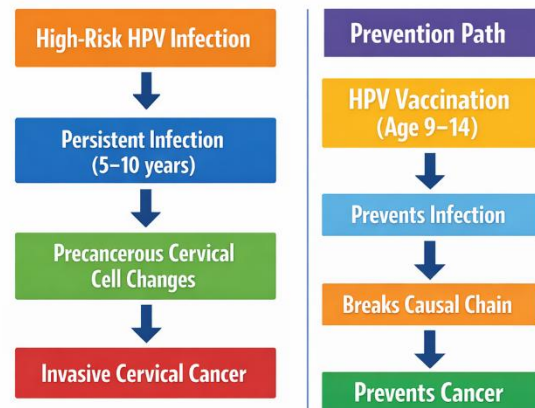 High-Risk HPV Infection
Persistent Infection
(5–10 years)
Precancerous Cervical
Cell Changes
Invasive Cervical Cancer
Prevention Path
HPV Vaccination
(Age 9–14)
Prevents Infection
Breaks Causal Chain
Prevents Cancer